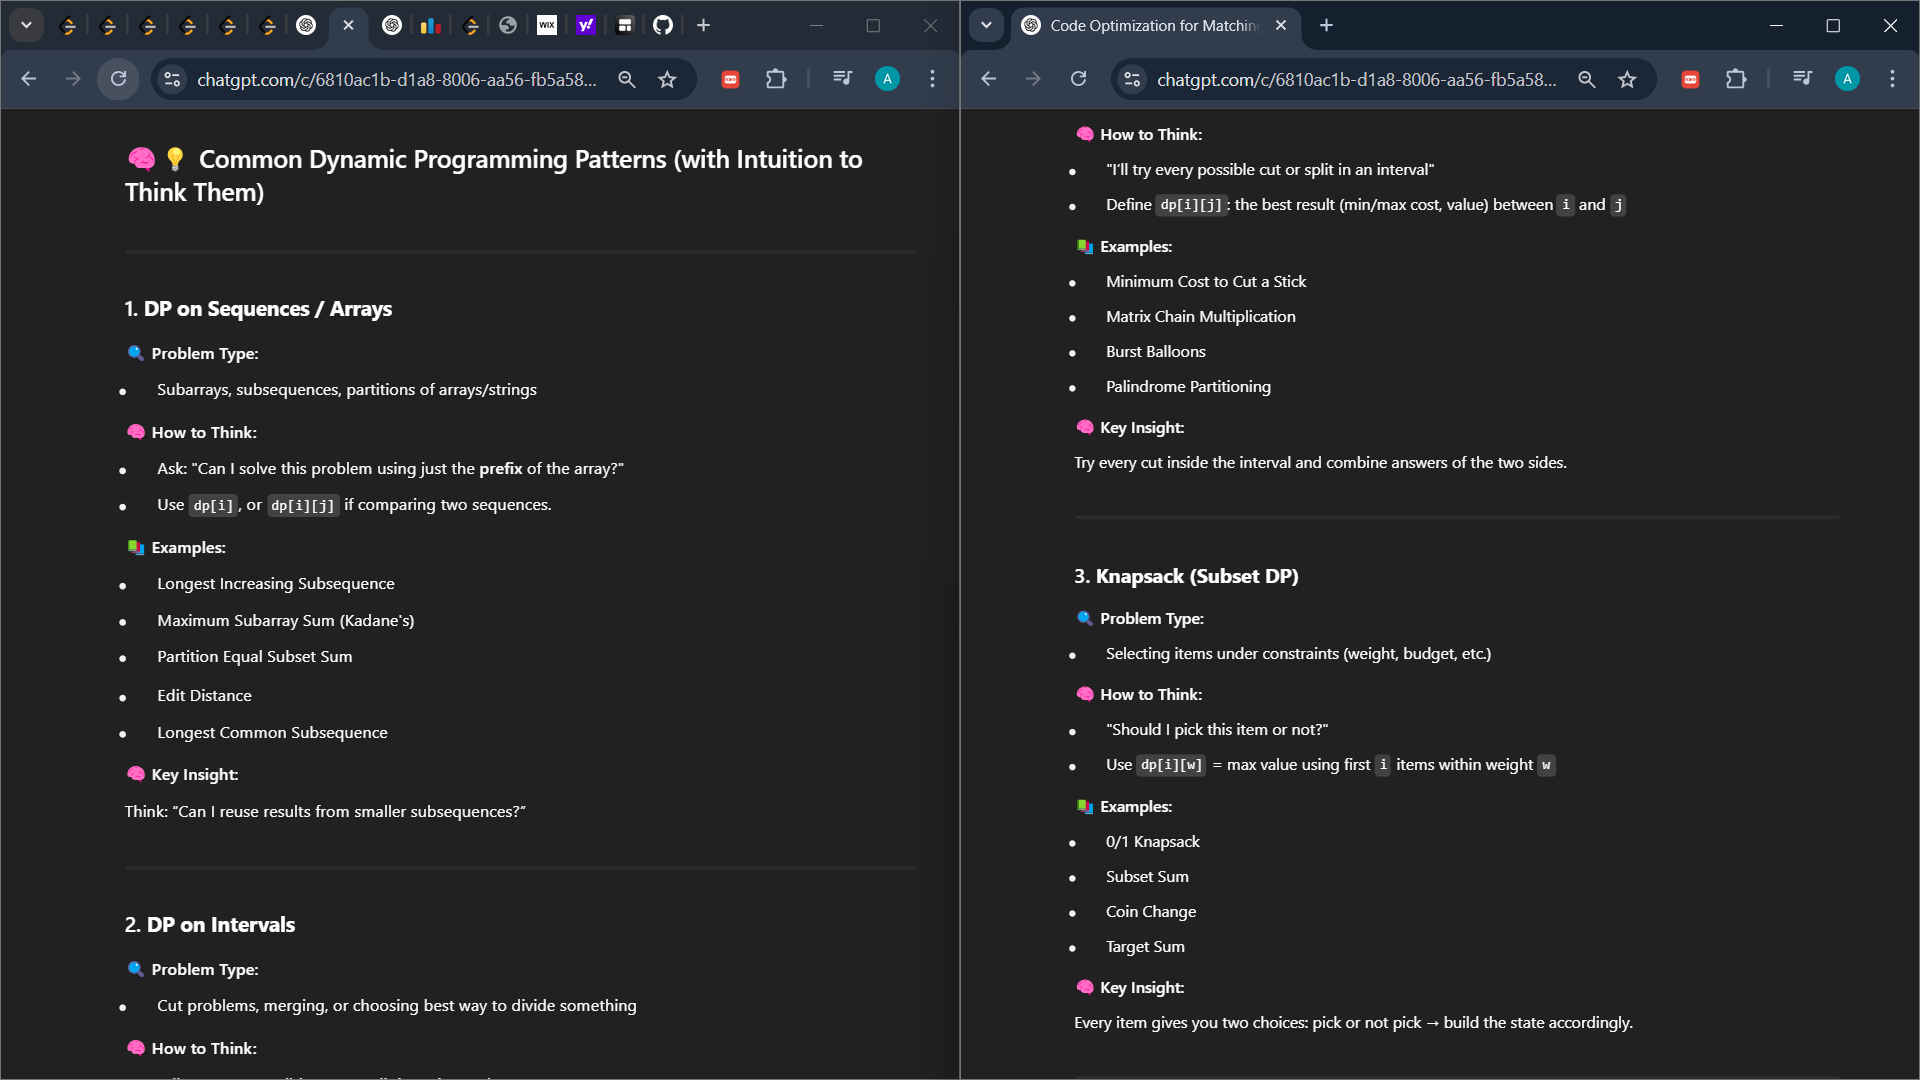 WIX
y!
chatgpt.com/c/6810ac1b-d1a8-8006-aa56-fb5a58...
A
Common Dynamic Programming Patterns (with Intuition to
Think Them)
1. DP on Sequences / Arrays
Problem Type:
Subarrays, subsequences, partitions of arrays/strings
How to Think:
Ask: "Can I solve this problem using just the prefix of the array?"
Use dp[i], or dp[i][j] if comparing two sequences.
Examples:
Longest Increasing Subsequence
Maximum Subarray Sum (Kadane's)
Partition Equal Subset Sum
Edit Distance
Longest Common Subsequence
Key Insight:
Think: “Can I reuse results from smaller subsequences?”
2. DP on Intervals
Problem Type:
Cut problems, merging, or choosing best way to divide something
How to Think:
Code Optimization for Matching
chatgpt.com/c/6810ac1b-d1a8-8006-aa56-fb5a58...
A
How to Think:
"I'll try every possible cut or split in an interval"
Define dp[i][j]: the best result (min/max cost, value) between i and j
Examples:
Minimum Cost to Cut a Stick
Matrix Chain Multiplication
Burst Balloons
Palindrome Partitioning
Key Insight:
Try every cut inside the interval and combine answers of the two sides.
3. Knapsack (Subset DP)
Problem Type:
Selecting items under constraints (weight, budget, etc.)
How to Think:
"Should I pick this item or not?"
Use dp[i][w] = max value using first i items within weight w
Examples:
0/1 Knapsack
Subset Sum
Coin Change
Target Sum
Key Insight:
Every item gives you two choices: pick or not pick → build the state accordingly.